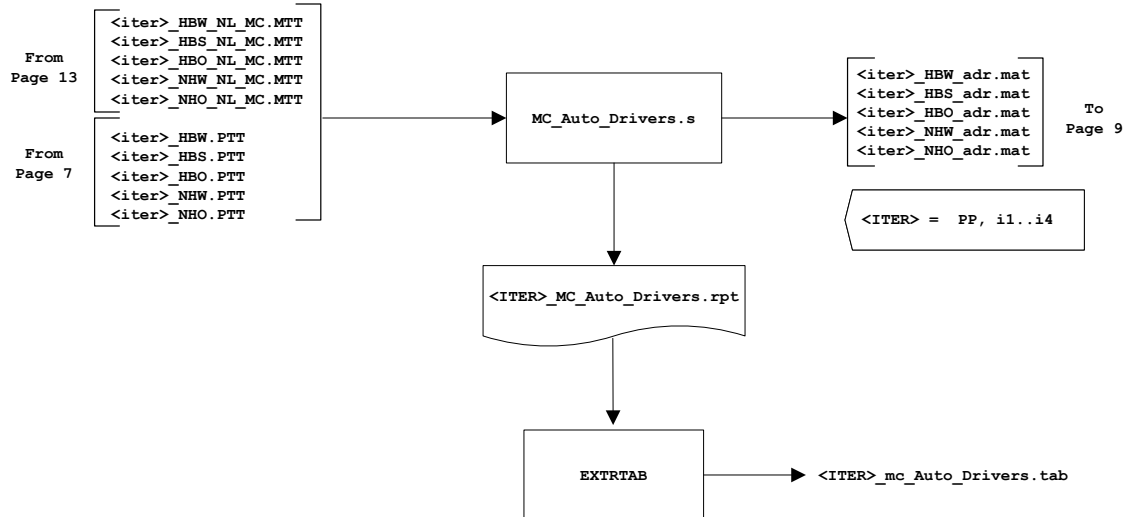 From
Page 13
<iter>_HBW_NL_MC.MTT
<iter>_HBS_NL_MC.MTT
<iter>_HBO_NL_MC.MTT
<iter>_NHW_NL_MC.MTT
<iter>_NHO_NL_MC.MTT
From
Page 7
<iter>_HBW.PTT
<iter>_HBS.PTT
<iter>_HBO.PTT
<iter>_NHW.PTT
<iter>_NHO.PTT
MC_Auto_Drivers.s
<iter>_HBW_adr.mat
<iter>_HBS_adr.mat
<iter>_HBO_adr.mat
<iter>_NHW_adr.mat
<iter>_NHO_adr.mat
To
Page 9
<ITER> = PP, i1..i4
<ITER>_MC_Auto_Drivers.rpt
EXTRTAB
<ITER>_mc_Auto_Drivers.tab